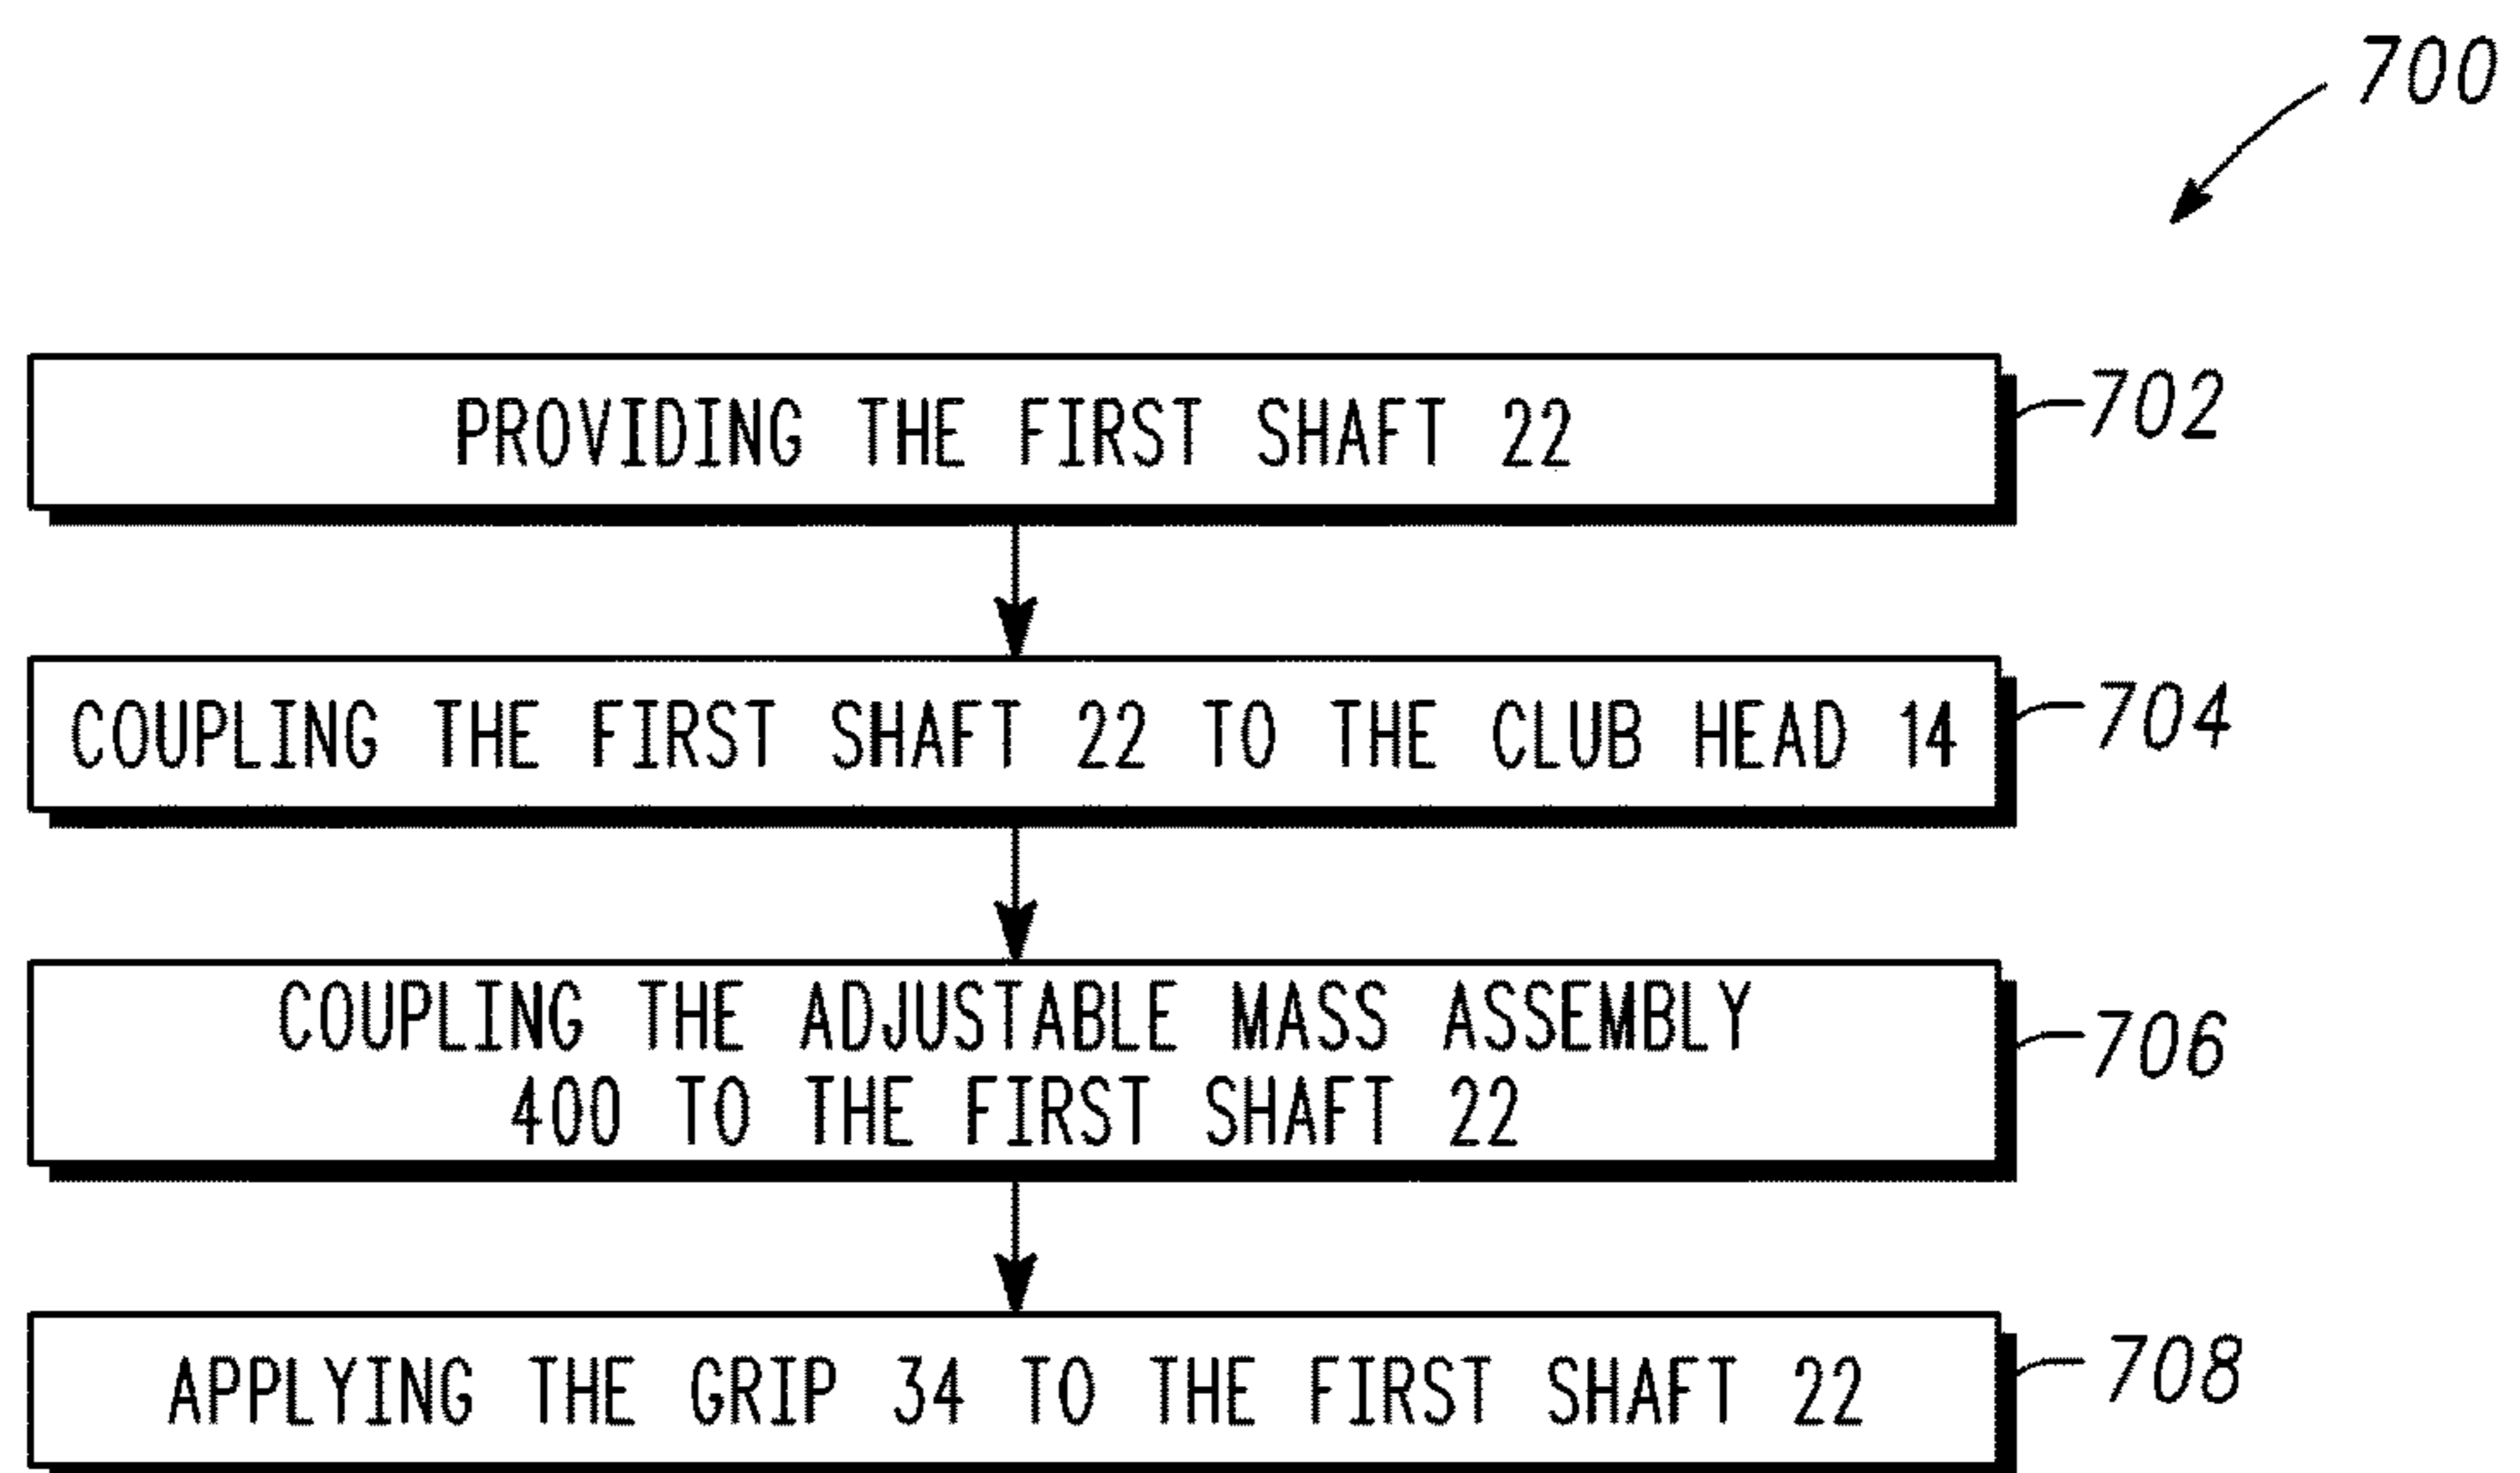 700
PROVIDING THE FIRST SHAFT 22
702
COUPLING THE FIRST SHAFT 22 TO THE CLUB HEAD 14
704
COUPLING THE ADJUSTABLE MASS ASSEMBLY
400 TO THE FIRST SHAFT 22
706
APPLYING THE GRIP 34 TO THE FIRST SHAFT 22
708